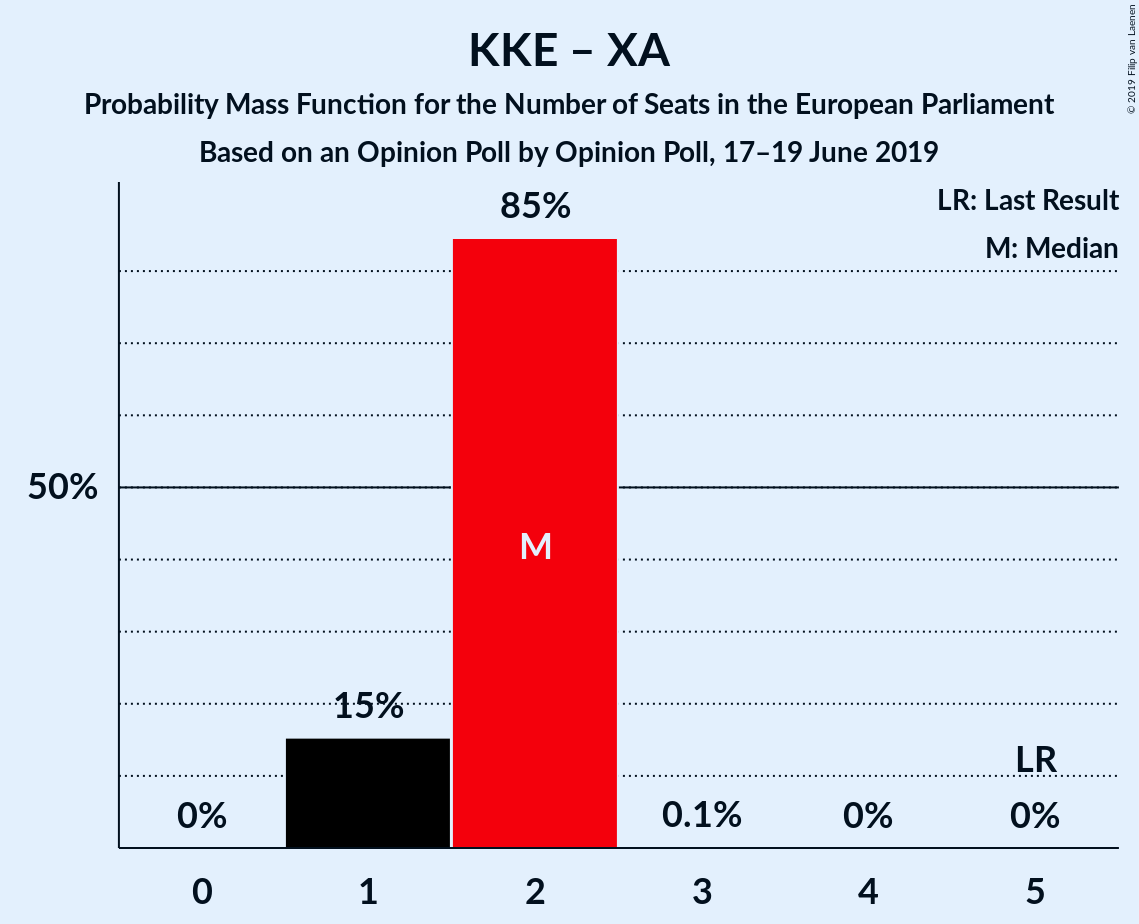 KKE – XA
Probability Mass Function for the Number of Seats in the European Parliament
Based on an Opinion Poll by Opinion Poll, 17–19 June 2019
© 2019 Filip van Laenen
LR: Last Result
M: Median
85%
50%
M
15%
LR
0%
0.1%
0%
0%
0
1
2
3
4
5